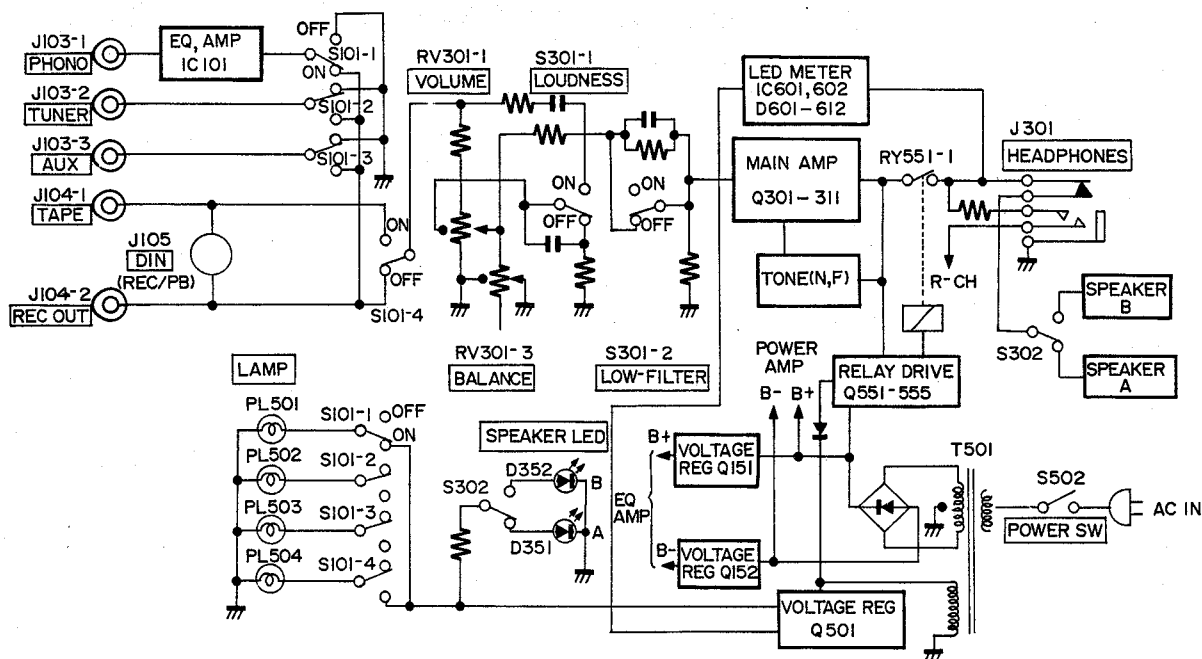 J103-1
PHONO
EQ, AMP
IC101
OFF
S101-1
ON
J103-2
TUNER
S101-2
J103-3
AUX
S101-3
J104-1
TAPE
J105
DIN
(REC/PB)
J104-2
REC OUT
ON
OFF
S101-4
RV301-1
VOLUME
S301-1
LOUDNESS
ON
OFF
ON
OFF
RV301-3
BALANCE
S301-2
LOW-FILTER
LED METER
IC601, 602
D601-612
MAIN AMP
Q301-311
TONE(N,F)
RY551-1
J301
HEADPHONES
R-CH
SPEAKER
B
S302
SPEAKER
A
POWER
AMP
B-
B+
RELAY DRIVE
Q551-555
LAMP
PL501
S101-1
OFF
ON
PL502
S101-2
PL503
S101-3
PL504
S101-4
SPEAKER LED
S302
D352
B
D351
A
B+
EQ
AMP
B-
VOLTAGE
REG Q151
VOLTAGE
REG Q152
VOLTAGE REG
Q501
T501
S502
POWER SW
AC IN